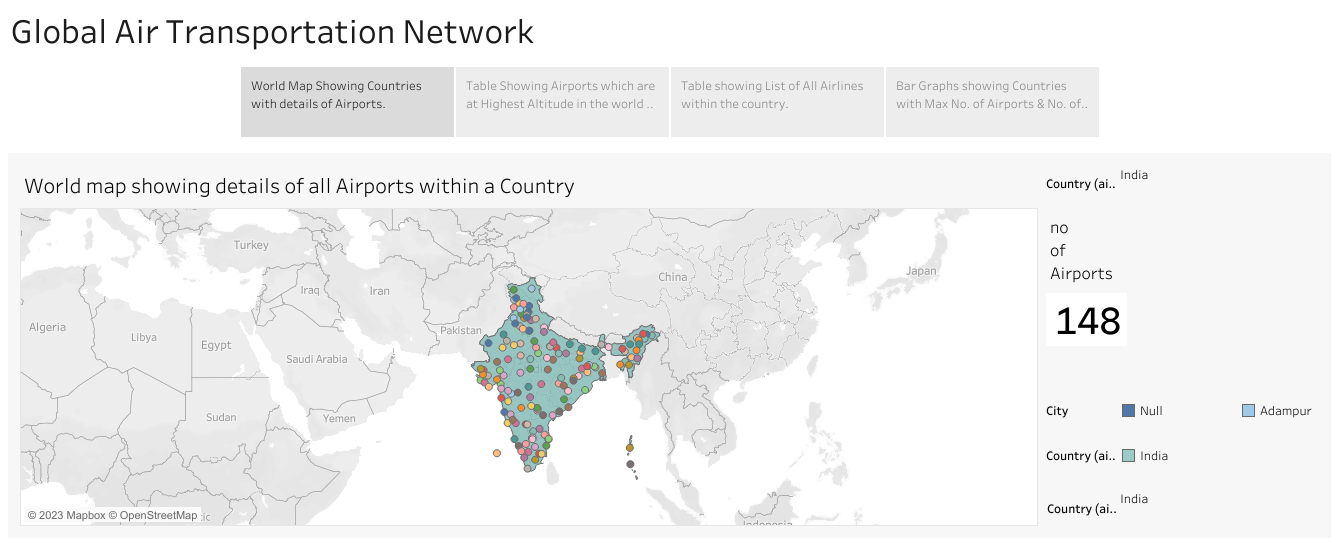 Global Air Transportation Network
World Map Showing Countries
with details of Airports.
Table Showing Airports which are
at Highest Altitude in the world ..
Table showing List of All Airlines
within the country.
Bar Graphs showing Countries
with Max No. of Airports & No. of..
World map showing details of all Airports within a Country
Turkey
Iraq
Iran
China
Japan
Algeria
Libya
Egypt
Saudi Arabia
Pakistan
Sudan
Yemen
Indonesia
© 2023 Mapbox © OpenStreetMap
Country (ai.. India
no
of
Airports
148
City Null Adampur
Country (ai.. India
Country (ai.. India